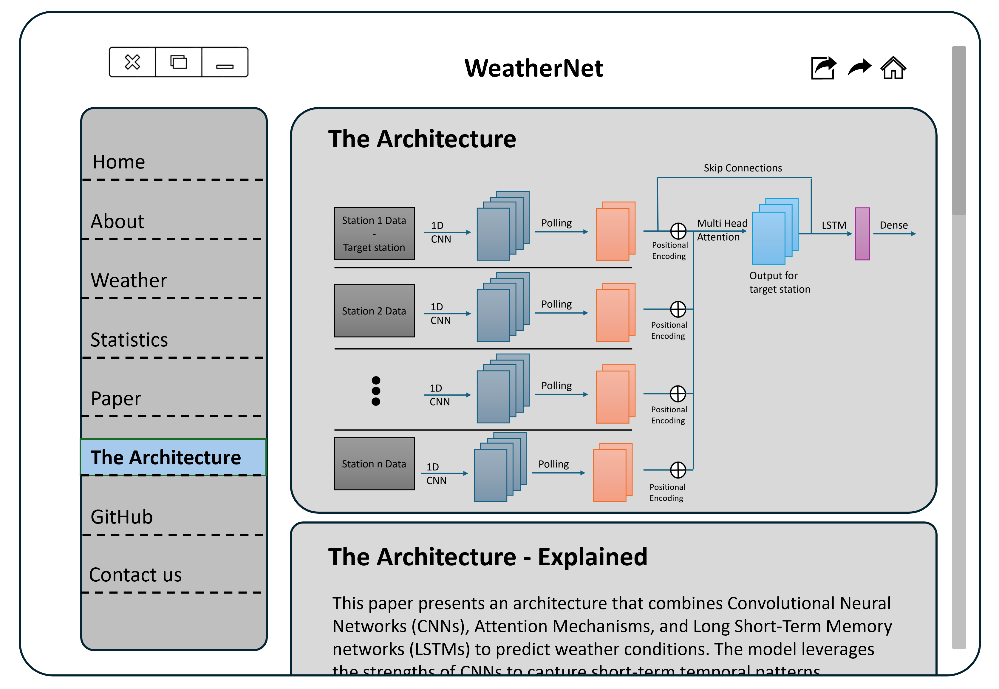 WeatherNet
Home
About
Weather
Statistics
Paper
The Architecture
GitHub
Contact us
The Architecture
Skip Connections
Station 1 Data
-
Target station
1D
CNN
Polling
Positional
Encoding
Multi Head
Attention
Output for
target station
LSTM
Dense
Station 2 Data
1D
CNN
Polling
Positional
Encoding
1D
CNN
Polling
Positional
Encoding
Station n Data
1D
CNN
Polling
Positional
Encoding
The Architecture - Explained
This paper presents an architecture that combines Convolutional Neural
Networks (CNNs), Attention Mechanisms, and Long Short-Term Memory
networks (LSTMs) to predict weather conditions. The model leverages
the strengths of CNNs to capture short-term temporal patterns